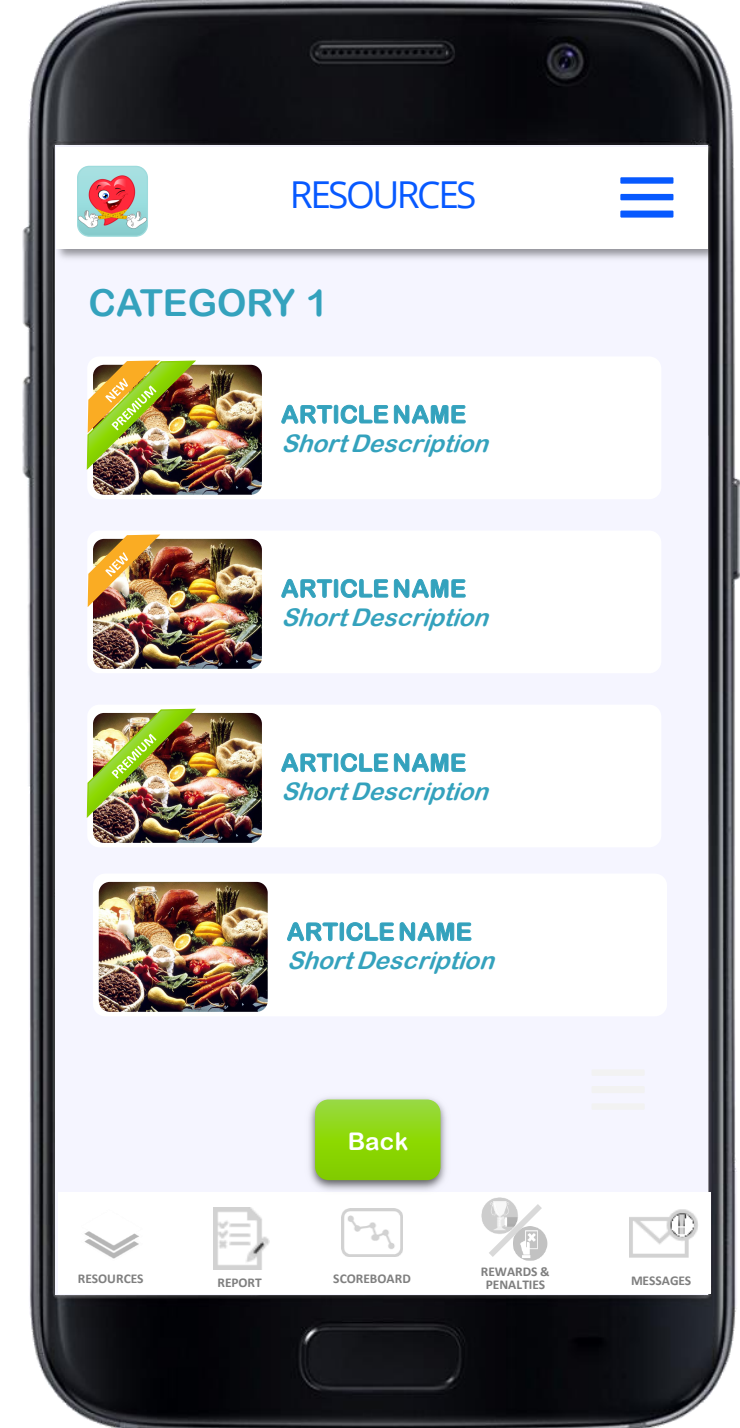 RESOURCES
CATEGORY 1
NEW
PREMIUM
ARTICLE NAME
Short Description
NEW
ARTICLE NAME
Short Description
PREMIUM
ARTICLE NAME
Short Description
ARTICLE NAME
Short Description
Back
RESOURCES
REPORT
SCOREBOARD
REWARDS &
PENALTIES
MESSAGES